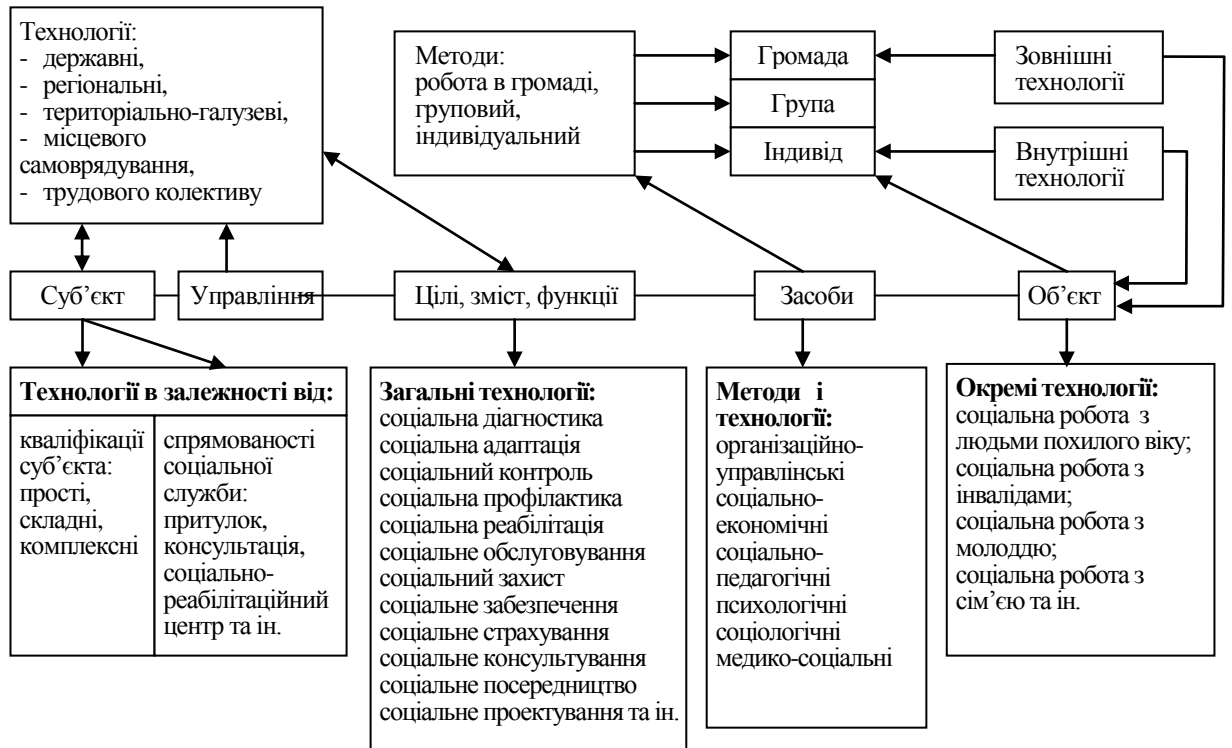 Технології:
- державні,
- регіональні,
- територіально-галузеві,
- місцевого
самоврядування,
- трудового колективу
Методи:
робота в громаді,
груповий,
індивідуальний
Громада
Група
Індивід
Зовнішні
технології
Внутрішні
технології
Суб’єкт
Управління
Цілі, зміст, функції
Засоби
Об’єкт
Технології в залежності від:
кваліфікації
суб’єкта:
прості,
складні,
комплексні
спрямованості
соціальної
служби:
притулок,
консультація,
соціально-
реабілітаційний
центр та ін.
Загальні технології:
соціальна діагностика
соціальна адаптація
соціальний контроль
соціальна профілактика
соціальна реабілітація
соціальне обслуговування
соціальний захист
соціальне забезпечення
соціальне страхування
соціальне консультування
соціальне посередництво
соціальне проектування та ін.
Методи і
технології:
організаційно-
управлінські
соціально-
економічні
соціально-
педагогічні
психологічні
соціологічні
медико-соціальні
Окремі технології:
соціальна робота з
людьми похилого віку;
соціальна робота з
інвалідами;
соціальна робота з
молоддю;
соціальна робота з
сім’єю та ін.